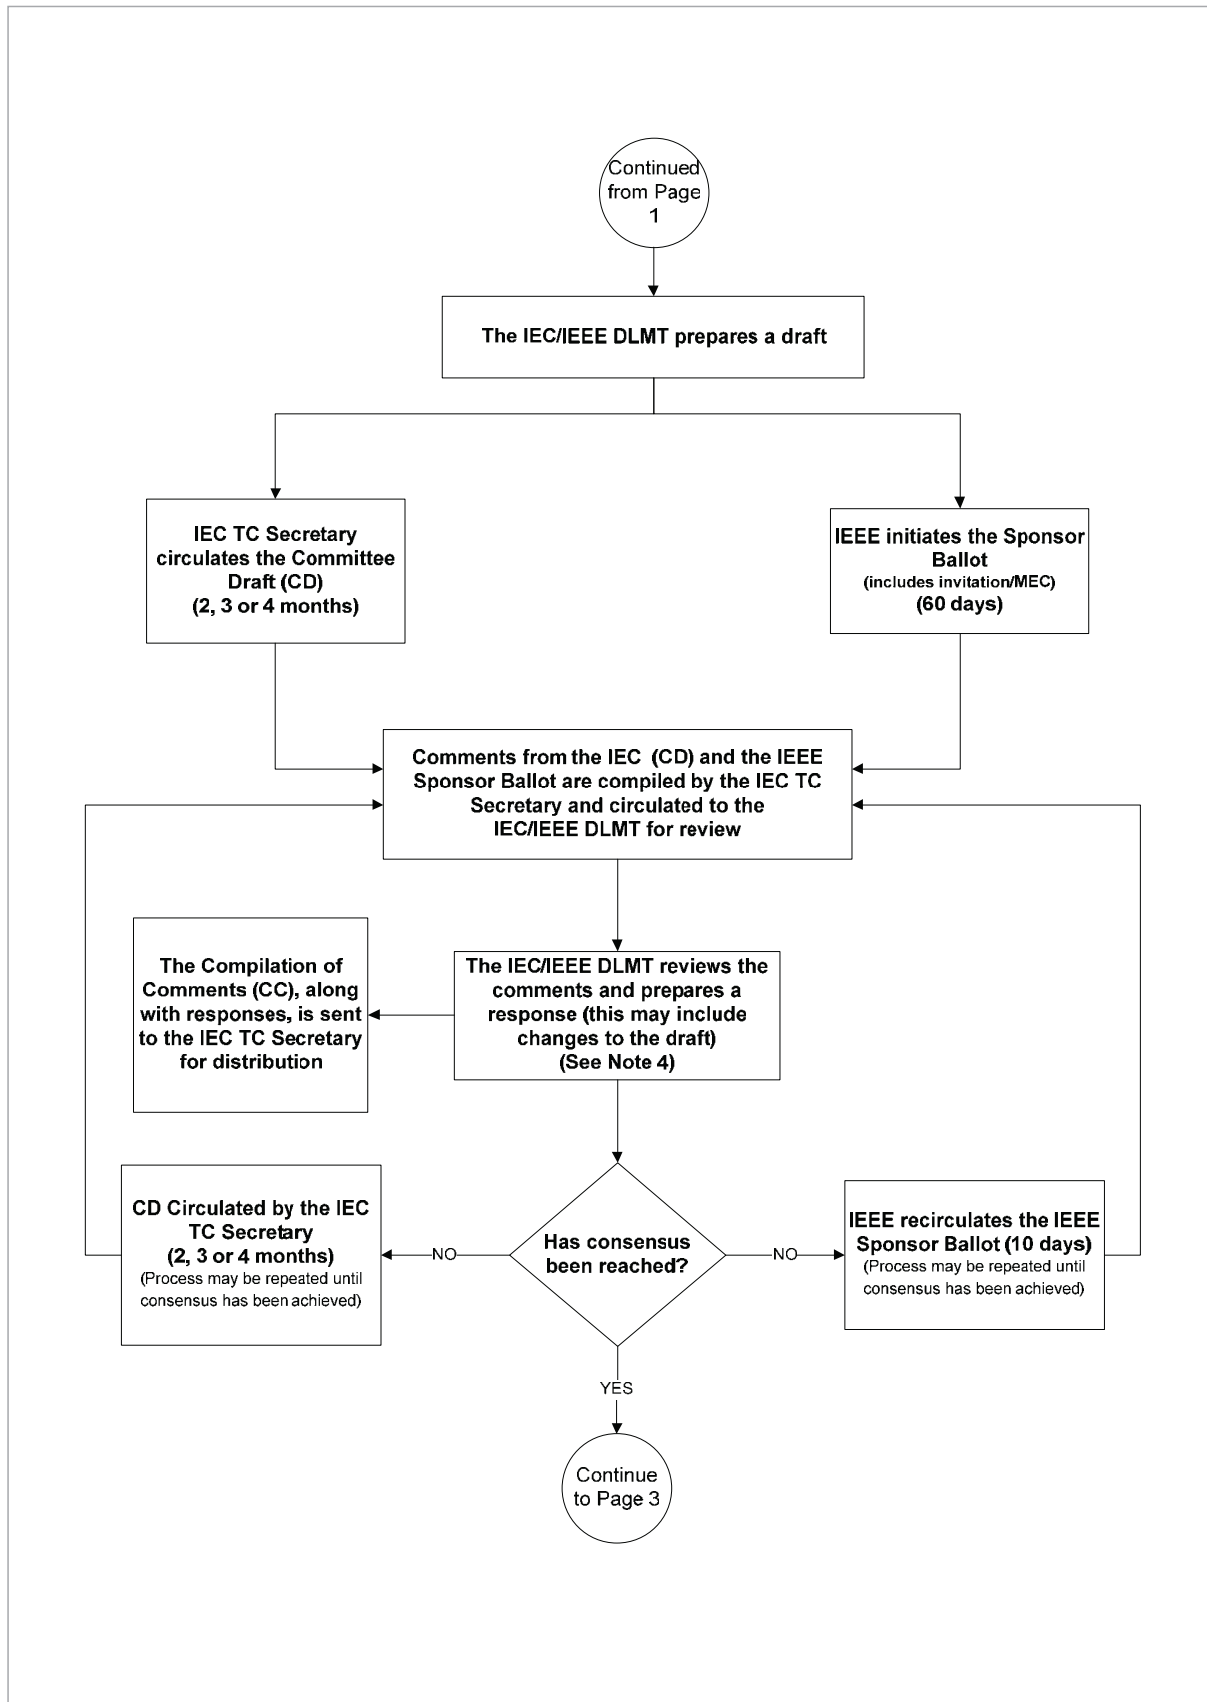 Continued
from Page
1
The IEC/IEEE DLMT prepares a draft
IEC TC Secretary
circulates the Committee
Draft (CD)
(2, 3 or 4 months)
IEEE initiates the Sponsor
Ballot
(includes invitation/MEC)
(60 days)
Comments from the IEC (CD) and the IEEE
Sponsor Ballot are compiled by the IEC TC
Secretary and circulated to the
IEC/IEEE DLMT for review
The Compilation of
Comments (CC), along
with responses, is sent
to the IEC TC Secretary
for distribution
The IEC/IEEE DLMT reviews the
comments and prepares a
response (this may include
changes to the draft)
(See Note 4)
CD Circulated by the IEC
TC Secretary
(2, 3 or 4 months)
(Process may be repeated until
consensus has been achieved)
NO
Has consensus
been reached?
NO
IEEE recirculates the IEEE
Sponsor Ballot (10 days)
(Process may be repeated until
consensus has been achieved)
YES
Continue
to Page 3